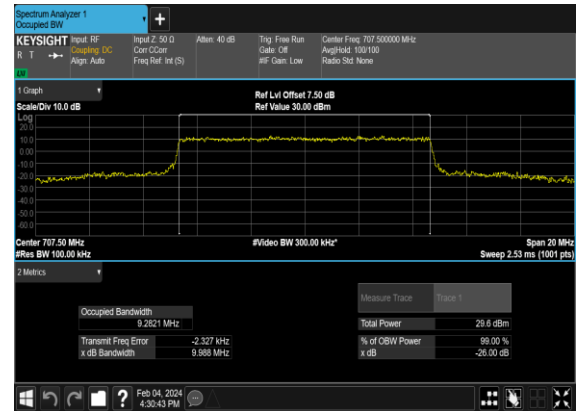 Spectrum Analyzer 1
Occupied BW
+
KEYSIGHT Input: RF Input Z: 50 Ω Atten: 40 dB Trig: Free Run Center Freq: 707.500000 MHz
R T Coupling: DC Corr CCorr Gate: Off Avg|Hold: 100/100
Align: Auto Freq Ref: Int (S) #IF Gain: Low Radio Std: None
1 Graph
Ref Lvl Offset 7.50 dB
Scale/Div 10.0 dB Ref Value 30.00 dBm
Log
20.0
10.0
0.00
-10.0
-20.0
-30.0
-40.0
-50.0
-60.0
Center 707.50 MHz #Video BW 300.00 kHz* Span 20 MHz
#Res BW 100.00 kHz Sweep 2.53 ms (1001 pts)
2 Metrics
Measure Trace Trace 1
Occupied Bandwidth
9.2821 MHz Total Power 29.6 dBm
Transmit Freq Error -2.327 kHz % of OBW Power 99.00 %
x dB Bandwidth 9.988 MHz x dB -26.00 dB
?
Feb 04, 2024
4:30:43 PM